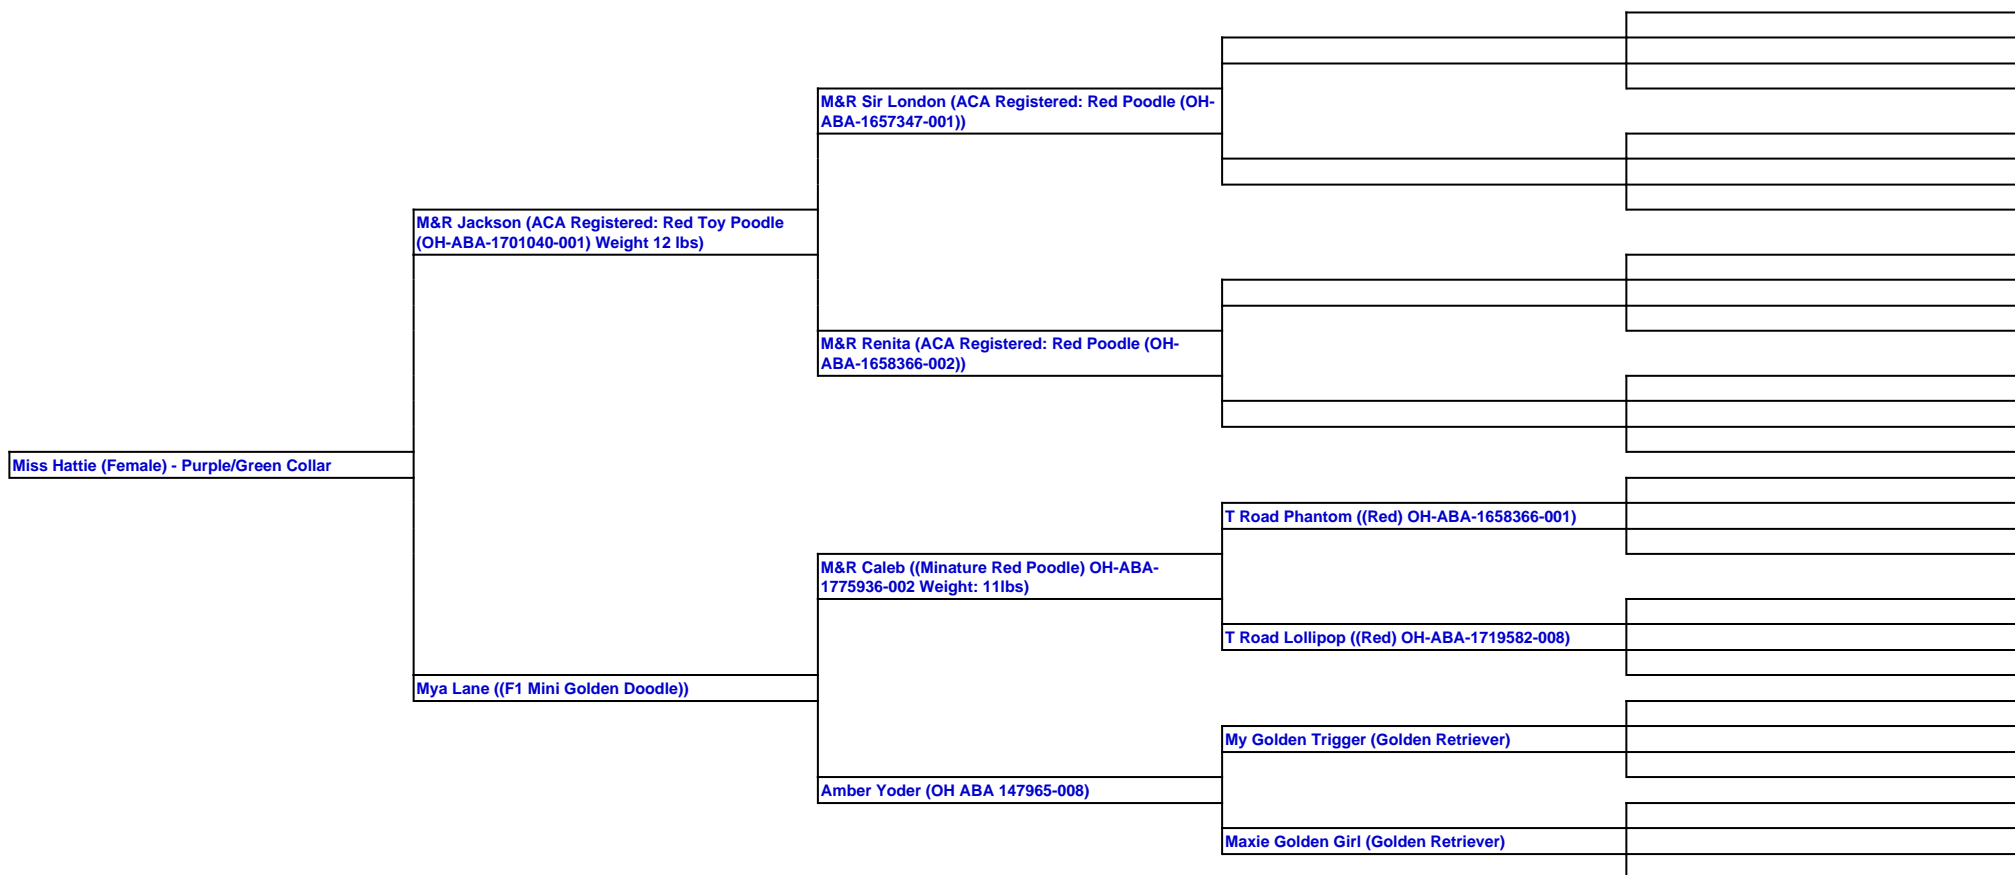 M&R Sir London (ACA Registered: Red Poodle (OH-
ABA-1657347-001))
M&R Jackson (ACA Registered: Red Toy Poodle
(OH-ABA-1701040-001) Weight 12 lbs)
M&R Renita (ACA Registered: Red Poodle (OH-
ABA-1658366-002))
Miss Hattie (Female) - Purple/Green Collar
T Road Phantom ((Red) OH-ABA-1658366-001)
M&R Caleb ((Minature Red Poodle) OH-ABA-
1775936-002 Weight: 11lbs)
T Road Lollipop ((Red) OH-ABA-1719582-008)
Mya Lane ((F1 Mini Golden Doodle))
My Golden Trigger (Golden Retriever)
Amber Yoder (OH ABA 147965-008)
Maxie Golden Girl (Golden Retriever)